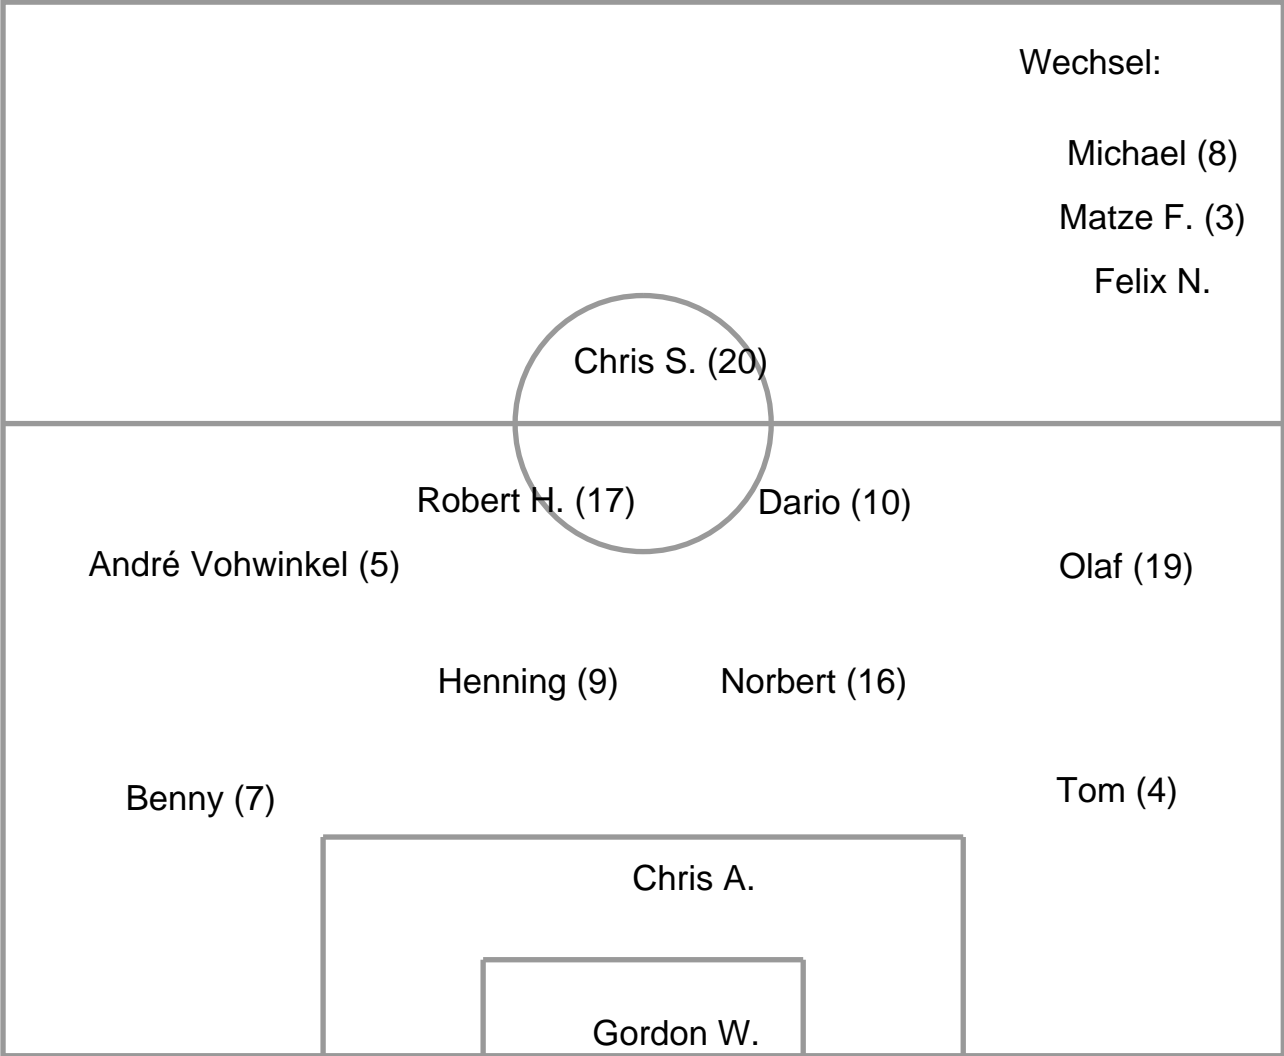 Wechsel:
Michael (8)
Matze F. (3)
Felix N.
Chris S. (20)
Robert H. (17)
Dario (10)
André Vohwinkel (5)
Olaf (19)
Henning (9)
Norbert (16)
Benny (7)
Tom (4)
Chris A.
Gordon W.